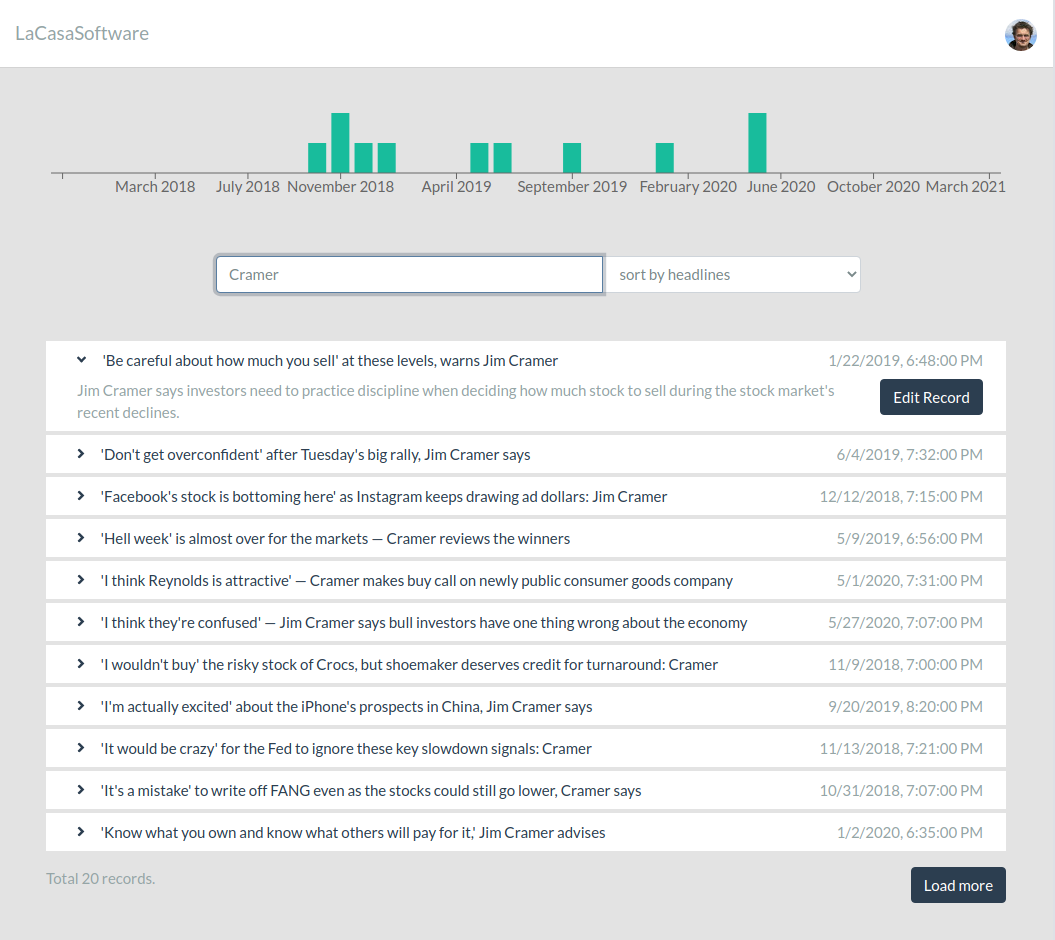 LaCasaSoftware
March 2018 July 2018 November 2018 April 2019 September 2019 February 2020 June 2020 October 2020 March 2021
Cramer sort by headlines
'Be careful about how much you sell' at these levels, warns Jim Cramer 1/22/2019, 6:48:00 PM
Jim Cramer says investors need to practice discipline when deciding how much stock to sell during the stock market's
recent declines.
Edit Record
'Don't get overconfident' after Tuesday's big rally, Jim Cramer says 6/4/2019, 7:32:00 PM
'Facebook's stock is bottoming here' as Instagram keeps drawing ad dollars: Jim Cramer 12/12/2018, 7:15:00 PM
'Hell week' is almost over for the markets — Cramer reviews the winners 5/9/2019, 6:56:00 PM
'I think Reynolds is attractive' — Cramer makes buy call on newly public consumer goods company 5/1/2020, 7:31:00 PM
'I think they're confused' — Jim Cramer says bull investors have one thing wrong about the economy 5/27/2020, 7:07:00 PM
'I wouldn't buy' the risky stock of Crocs, but shoemaker deserves credit for turnaround: Cramer 11/9/2018, 7:00:00 PM
'I'm actually excited' about the iPhone's prospects in China, Jim Cramer says 9/20/2019, 8:20:00 PM
'It would be crazy' for the Fed to ignore these key slowdown signals: Cramer 11/13/2018, 7:21:00 PM
'It's a mistake' to write off FANG even as the stocks could still go lower, Cramer says 10/31/2018, 7:07:00 PM
'Know what you own and know what others will pay for it,' Jim Cramer advises 1/2/2020, 6:35:00 PM
Total 20 records.
Load more